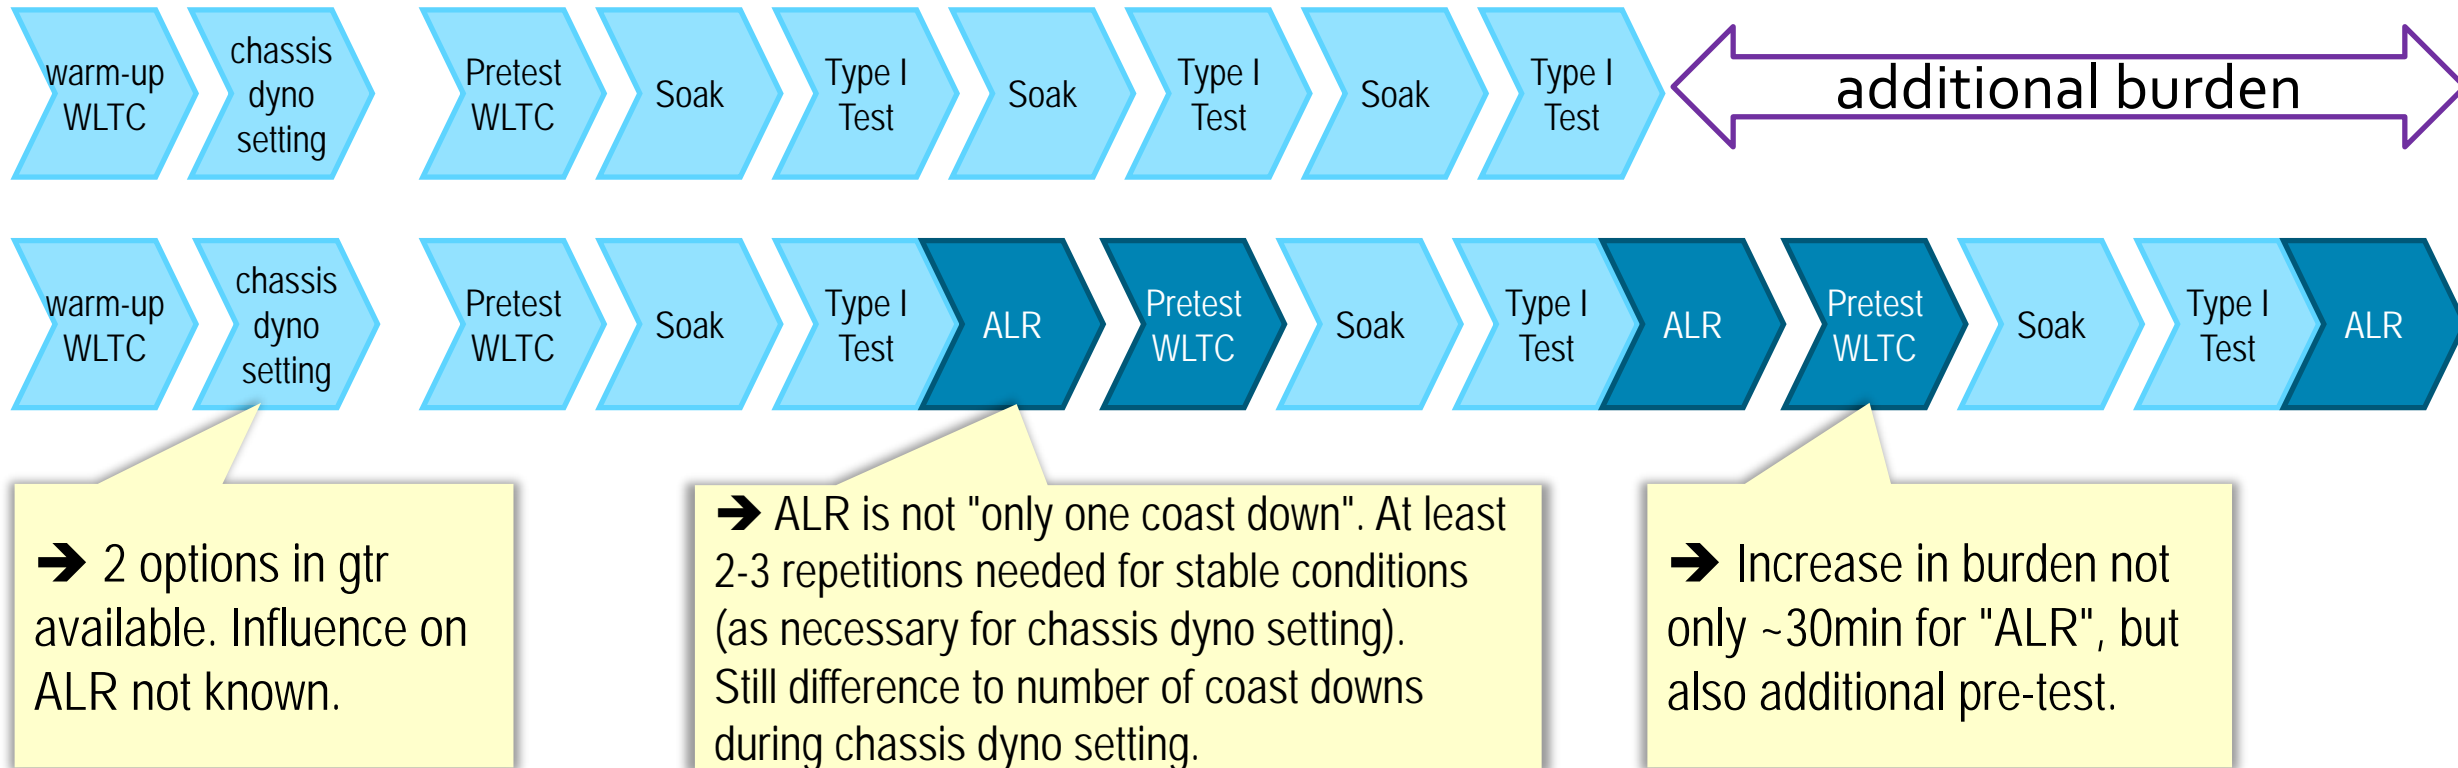 warm-up
WLTC
chassis
dyno
setting
Pretest
WLTC
Soak
Type I
Test
Soak
Type I
Test
Soak
Type I
Test
additional burden
warm-up
WLTC
chassis
dyno
setting
Pretest
WLTC
Soak
Type I
Test
ALR
Pretest
WLTC
Soak
Type I
Test
ALR
Pretest
WLTC
Soak
Type I
Test
ALR
➔ 2 options in gtr
available. Influence on
ALR not known.
➔ ALR is not "only one coast down". At least
2-3 repetitions needed for stable conditions
(as necessary for chassis dyno setting).
Still difference to number of coast downs
during chassis dyno setting.
➔ Increase in burden not
only ~30min for "ALR", but
also additional pre-test.